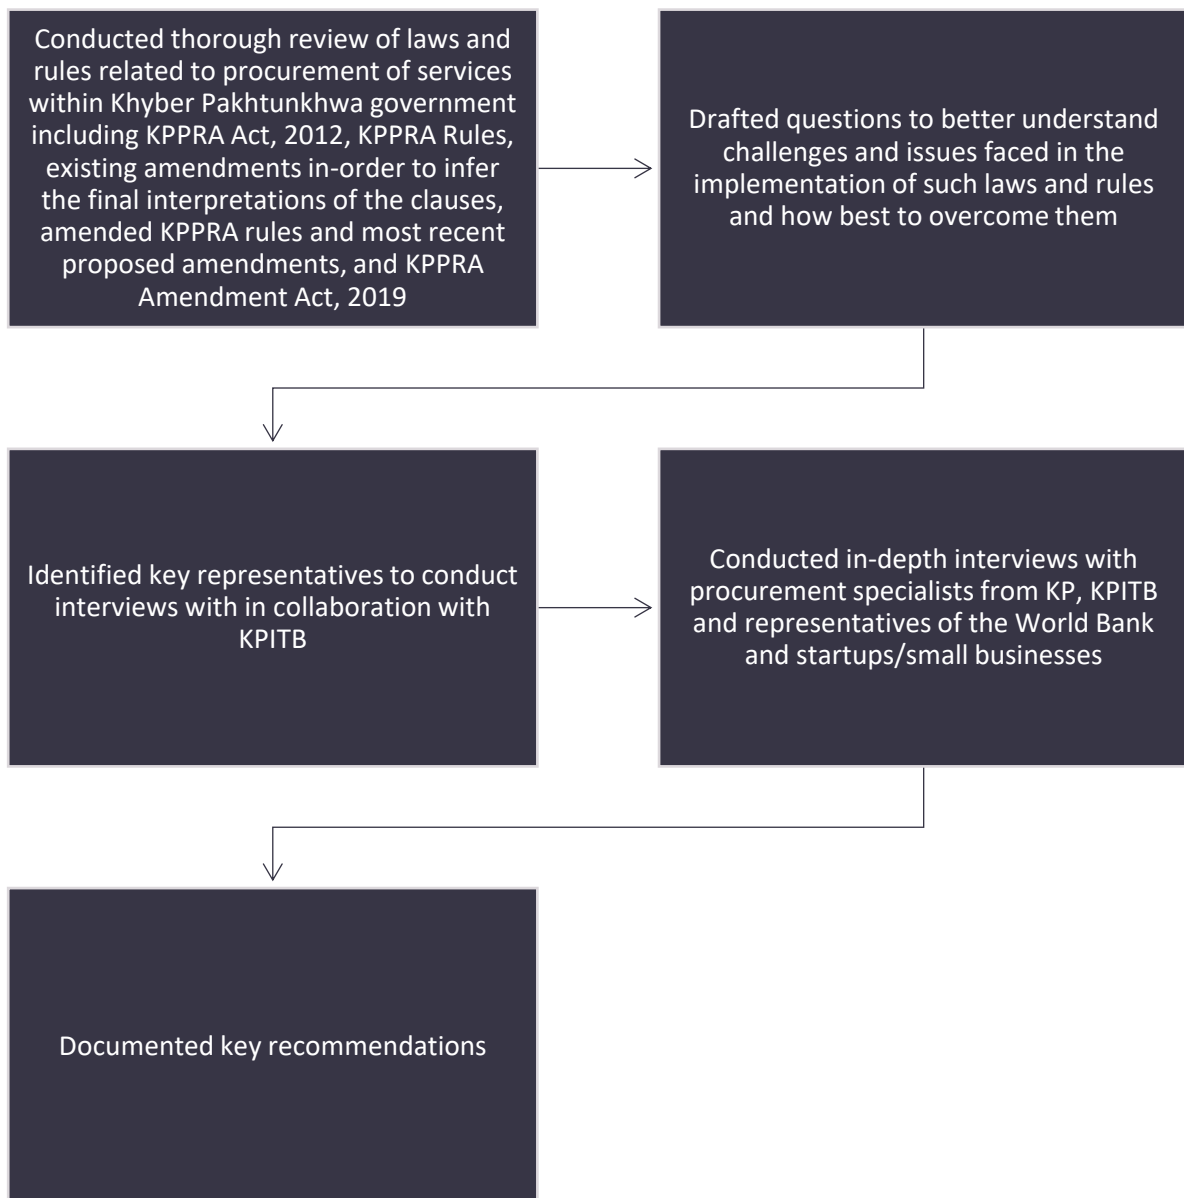 Conducted thorough review of laws and
rules related to procurement of services
within Khyber Pakhtunkhwa government
including KPPRA Act, 2012, KPPRA Rules,
existing amendments in-order to infer
the final interpretations of the clauses,
amended KPPRA rules and most recent
proposed amendments, and KPPRA
Amendment Act, 2019
Drafted questions to better understand
challenges and issues faced in the
implementation of such laws and rules
and how best to overcome them
Identified key representatives to conduct
interviews with in collaboration with
KPITB
Conducted in-depth interviews with
procurement specialists from KP, KPITB
and representatives of the World Bank
and startups/small businesses
Documented key recommendations